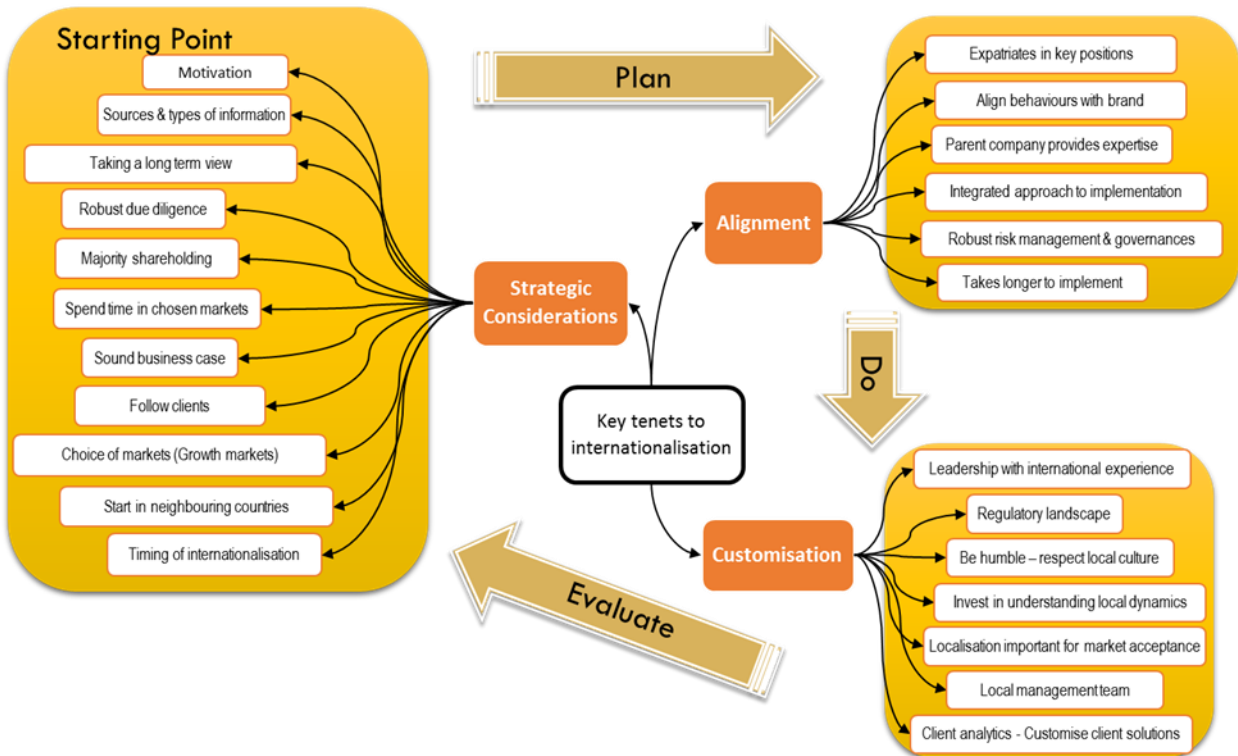 Starting Point
Motivation
Sources & types of information
Taking a long term view
Robust due diligence
Majority shareholding
Spend time in chosen markets
Sound business case
Follow clients
Choice of markets (Growth markets)
Start in neighbouring countries
Timing of internationalisation
Plan
Strategic
Considerations
Key tenets to
internationalisation
Alignment
Expatriates in key positions
Align behaviours with brand
Parent company provides expertise
Integrated approach to implementation
Robust risk management & governances
Takes longer to implement
Do
Customisation
Leadership with international experience
Regulatory landscape
Be humble – respect local culture
Invest in understanding local dynamics
Localisation important for market acceptance
Local management team
Client analytics - Customise client solutions
Evaluate